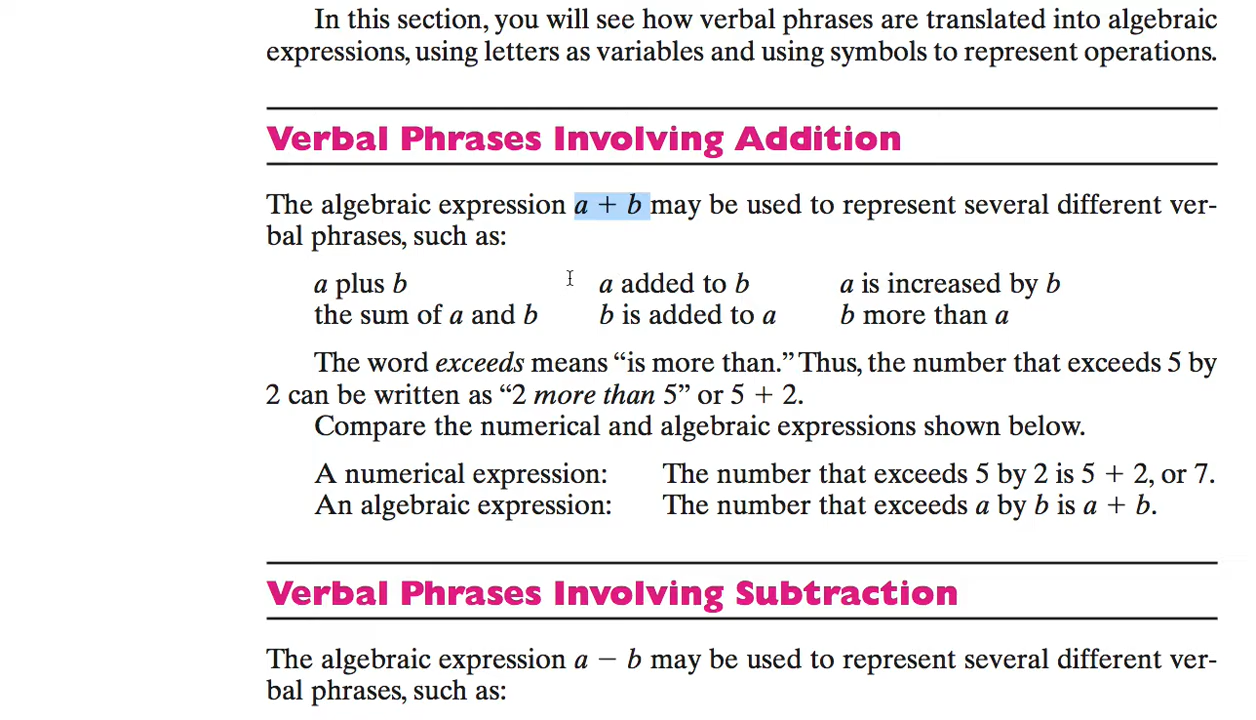 In this section, you will see how verbal phrases are translated into algebraic
expressions, using letters as variables and using symbols to represent operations.
Verbal Phrases Involving Addition
The algebraic expression a + b may be used to represent several different ver-
bal phrases, such as:
a plus b a added to b a is increased by b
the sum of a and b b is added to a b more than a
The word exceeds means “is more than.” Thus, the number that exceeds 5 by
2 can be written as “2 more than 5” or 5 + 2.
Compare the numerical and algebraic expressions shown below.
A numerical expression: The number that exceeds 5 by 2 is 5 + 2, or 7.
An algebraic expression: The number that exceeds a by b is a + b.
Verbal Phrases Involving Subtraction
The algebraic expression a − b may be used to represent several different ver-
bal phrases, such as: